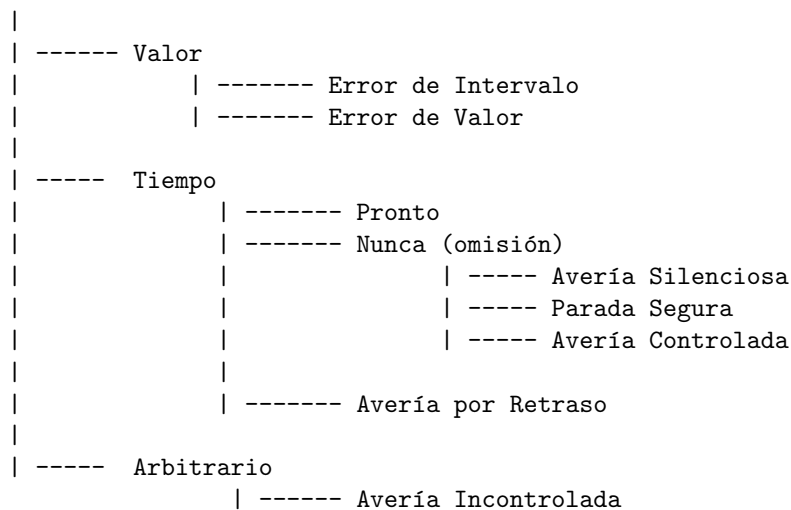 |
| ------ Valor
|           | ------- Error de Intervalo
|           | ------- Error de Valor
|
| -----  Tiempo
|             | ------- Pronto
|             | ------- Nunca (omisión)
|             |             | ----- Avería Silenciosa
|             |             | ----- Parada Segura
|             |             | ----- Avería Controlada
|             |
|             | ------- Avería por Retraso
|
| -----  Arbitrario
              | ------ Avería Incontrolada